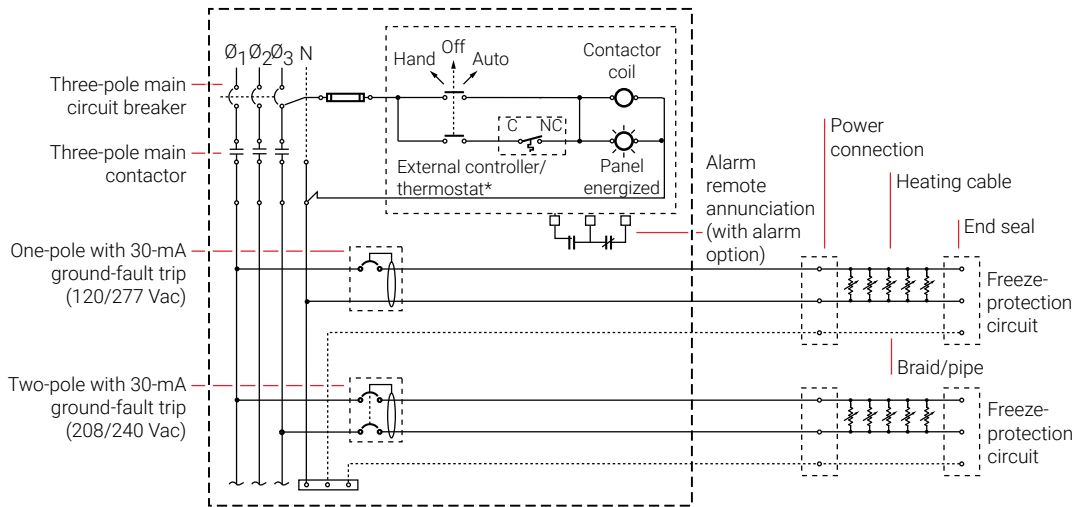 Ø1 Ø2 Ø3 N
Hand
Off
Auto
Contactor
coil
Three-pole main
circuit breaker
Three-pole main
contactor
C NC
External controller/
thermostat*
Panel
energized
Alarm
remote
annunciation
(with alarm
option)
Power
connection
Heating cable
End seal
One-pole with 30-mA
ground-fault trip
(120/277 Vac)
Freeze-
protection
circuit
Braid/pipe
Two-pole with 30-mA
ground-fault trip
(208/240 Vac)
Freeze-
protection
circuit